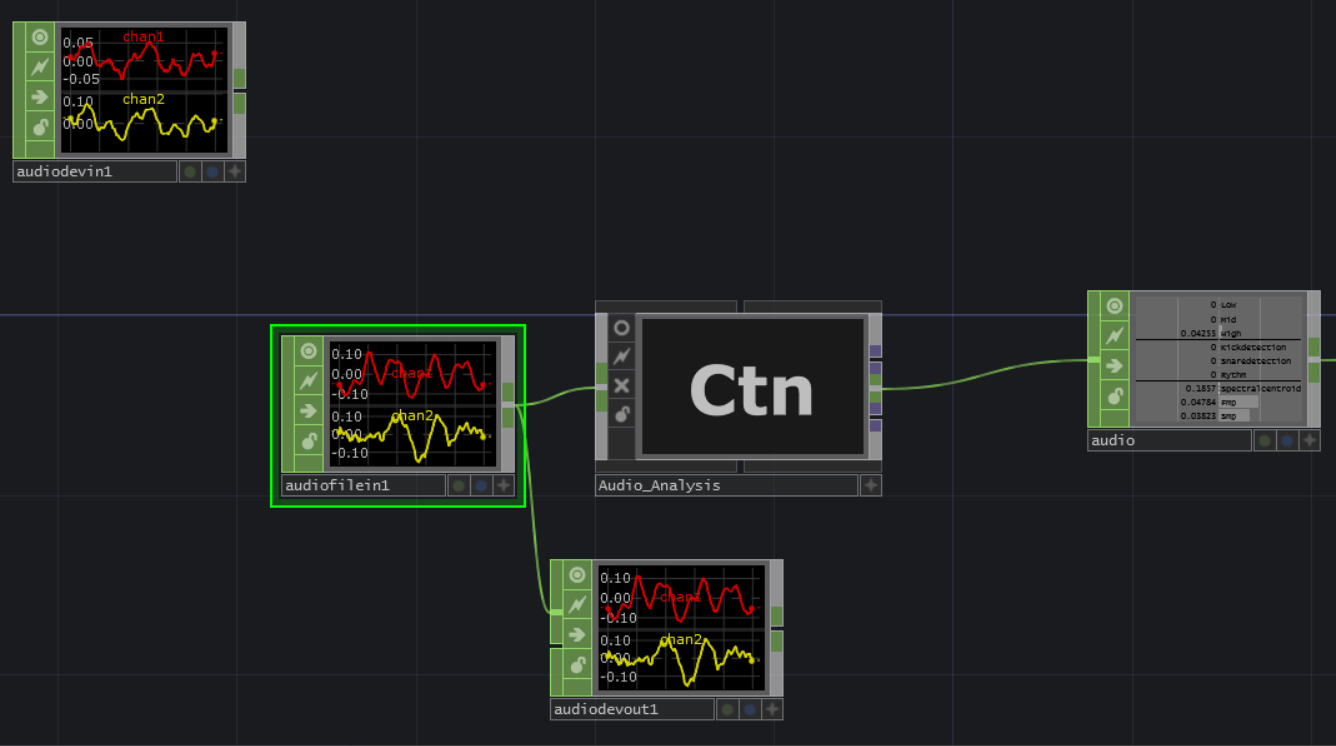 0.05
chan1
0.00
-0.05
0.10
chan2
0.00
audiodevin1
0.10
0.00
chan1
-0.10
0.10
chan2
0.00
-0.10
audiofilein1
Ctn
Audio_Analysis
0 Low
0 Mid
0.04255 High
0 Kickdetection
0 Snaredetection
0 Rythm
0.1857 spectralcentroid
0.04784 fmp
0.03823 smp
audio
0.10
0.00
chan1
-0.10
0.10
chan2
0.00
-0.10
audiodevout1